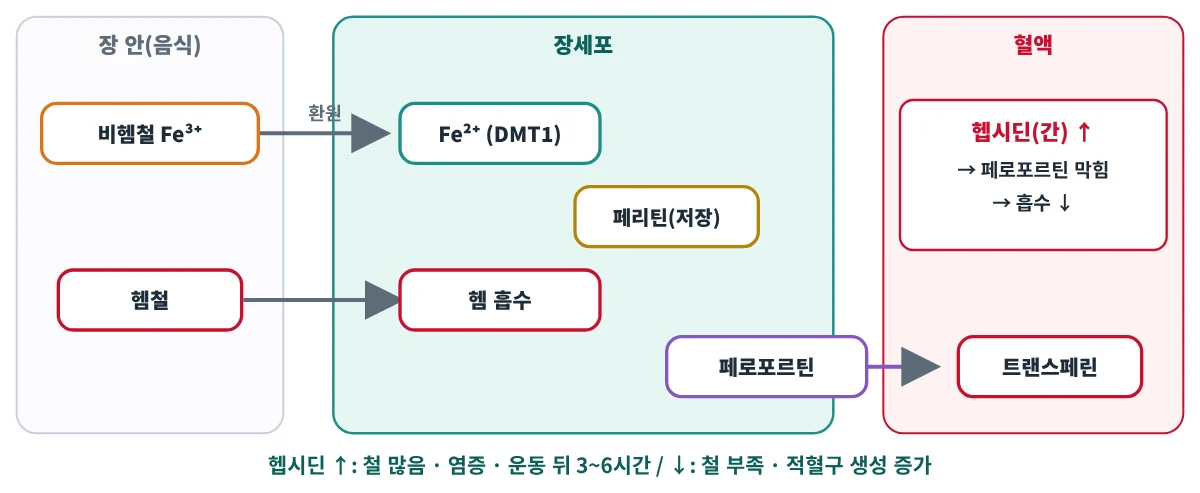 장 안(음식)
장세포
혈액
비헴철 Fe³⁺
환원
Fe²⁺ (DMT1)
헵시딘(간) ↑
→ 페로포르틴 막힘
→ 흡수 ↓
페리틴(저장)
헴철
헴 흡수
페로포르틴
트랜스페린
헵시딘 ↑: 철 많음 · 염증 · 운동 뒤 3~6시간 / ↓: 철 부족 · 적혈구 생성 증가